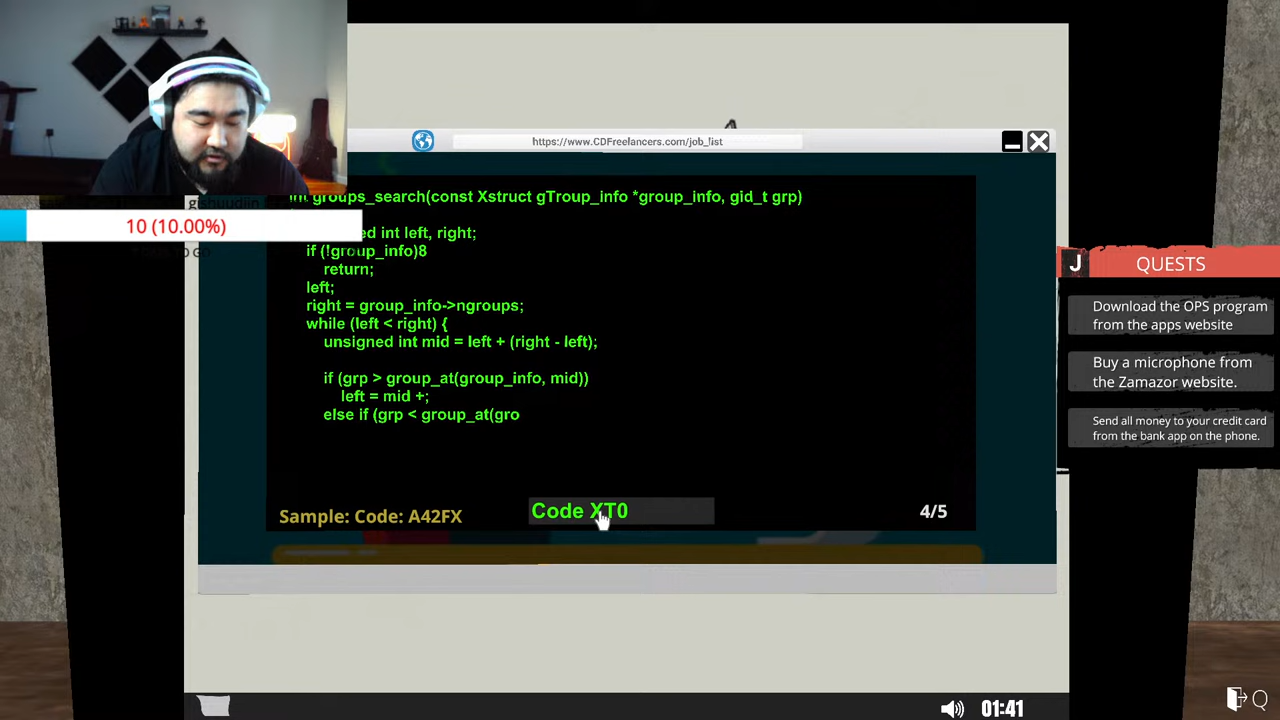 https://www.CDFreelancers.com/job_list
gishuudiin
10 (10.00%)
int groups_search(const Xstruct gTroup_info *group_info, gid_t grp)
int left, right;
if (!group_info)8
return;
left;
right = group_info->ngroups;
while (left < right) {
unsigned int mid = left + (right - left);
if (grp > group_at(group_info, mid))
left = mid +;
else if (grp < group_at(gro
Sample: Code: A42FX
Code XT0
4/5
J
QUESTS
Download the OPS program
from the apps website
Buy a microphone from
the Zamazor website.
Send all money to your credit card
from the bank app on the phone.
01:41
Q